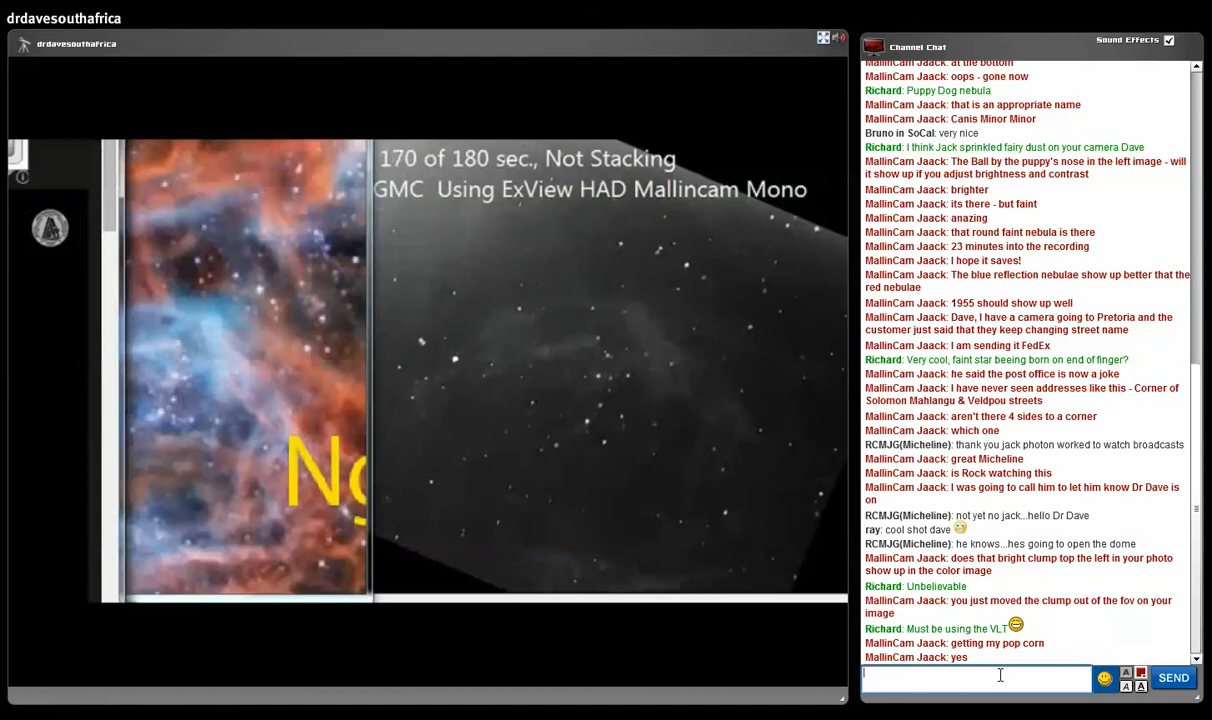 drdavesouthafrica
drdavesouthafrica
170 of 180 sec., Not Stacking
GMC Using ExView HAD Mallincam Mono
Channel Chat
Sound Effects
MallinCam Jaack: at the bottom
MallinCam Jaack: oops - gone now
Richard: Puppy Dog nebula
MallinCam Jaack: that is an appropriate name
MallinCam Jaack: Canis Minor Minor
Bruno in SoCal: very nice
Richard: I think Jack sprinkled fairy dust on your camera Dave
MallinCam Jaack: The Ball by the puppy's nose in the left image - will
it show up if you adjust brightness and contrast
MallinCam Jaack: brighter
MallinCam Jaack: its there - but faint
MallinCam Jaack: anazing
MallinCam Jaack: that round faint nebula is there
MallinCam Jaack: 23 minutes into the recording
MallinCam Jaack: I hope it saves!
MallinCam Jaack: The blue reflection nebulae show up better that the
red nebulae
MallinCam Jaack: 1955 should show up well
MallinCam Jaack: Dave, I have a camera going to Pretoria and the
customer just said that they keep changing street name
MallinCam Jaack: I am sending it FedEx
Richard: Very cool, faint star beeing born on end of finger?
MallinCam Jaack: he said the post office is now a joke
MallinCam Jaack: I have never seen addresses like this - Corner of
Solomon Mahlangu & Veldpou streets
MallinCam Jaack: aren't there 4 sides to a corner
MallinCam Jaack: which one
RCMJG(Micheline): thank you jack photon worked to watch broadcasts
MallinCam Jaack: great Micheline
MallinCam Jaack: is Rock watching this
MallinCam Jaack: I was going to call him to let him know Dr Dave is
on
RCMJG(Micheline): not yet no jack...hello Dr Dave
ray: cool shot dave
RCMJG(Micheline): he knows...hes going to open the dome
MallinCam Jaack: does that bright clump top the left in your photo
show up in the color image
Richard: Unbelievable
MallinCam Jaack: you just moved the clump out of the fov on your
image
Richard: Must be using the VLT
MallinCam Jaack: getting my pop corn
MallinCam Jaack: yes
A
A A
SEND